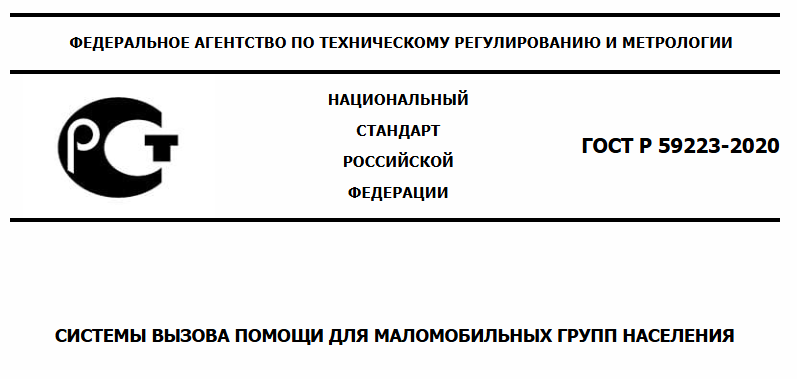 ФЕДЕРАЛЬНОЕ АГЕНТСТВО ПО ТЕХНИЧЕСКОМУ РЕГУЛИРОВАНИЮ И МЕТРОЛОГИИ
РСТ
НАЦИОНАЛЬНЫЙ
СТАНДАРТ
РОССИЙСКОЙ
ФЕДЕРАЦИИ
ГОСТ Р 59223-2020
СИСТЕМЫ ВЫЗОВА ПОМОЩИ ДЛЯ МАЛОМОБИЛЬНЫХ ГРУПП НАСЕЛЕНИЯ